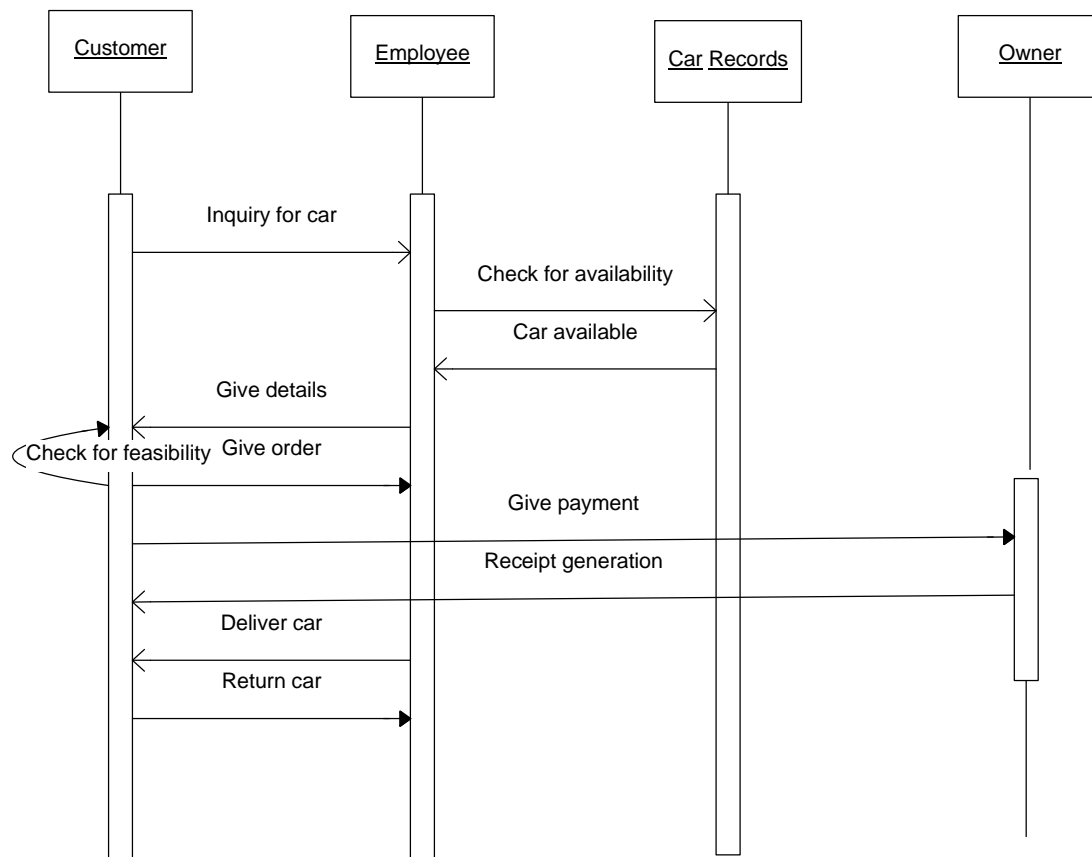 Customer
Employee
Car Records
Owner
Inquiry for car
Check for availability
Car available
Give details
Check for feasibility
Give order
Give payment
Receipt generation
Deliver car
Return car